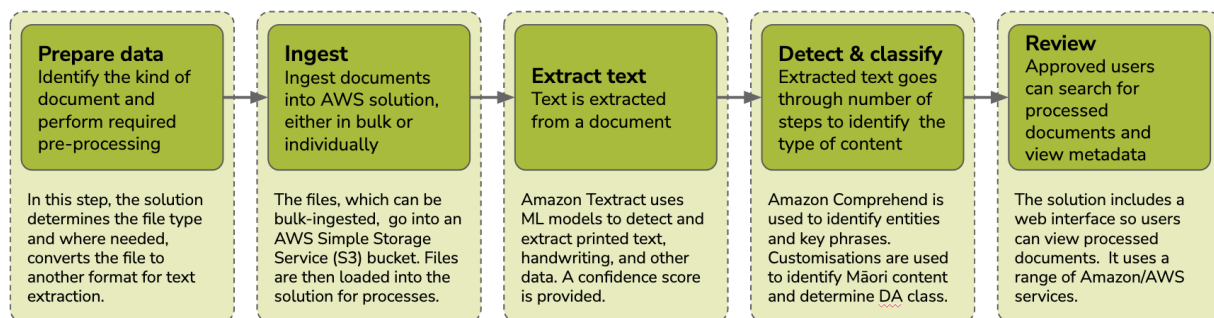 Prepare data
Identify the kind of
document and
perform required
pre-processing
In this step, the solution
determines the file type
and where needed,
converts the file to
another format for text
extraction.
Ingest
Ingest documents
into AWS solution,
either in bulk or
individually
The files, which can be
bulk-ingested, go into an
AWS Simple Storage
Service (S3) bucket. Files
are then loaded into the
solution for processes.
Extract text
Text is extracted
from a document
Amazon Textract uses
ML models to detect and
extract printed text,
handwriting, and other
data. A confidence score
is provided.
Detect & classify
Extracted text goes
through number of
steps to identify the
type of content
Amazon Comprehend is
used to identify entities
and key phrases.
Customisations are used
to identify Māori content
and determine DA class.
Review
Approved users
can search for
processed
documents and
view metadata
The solution includes a
web interface so users
can view processed
documents. It uses a
range of Amazon/AWS
services.